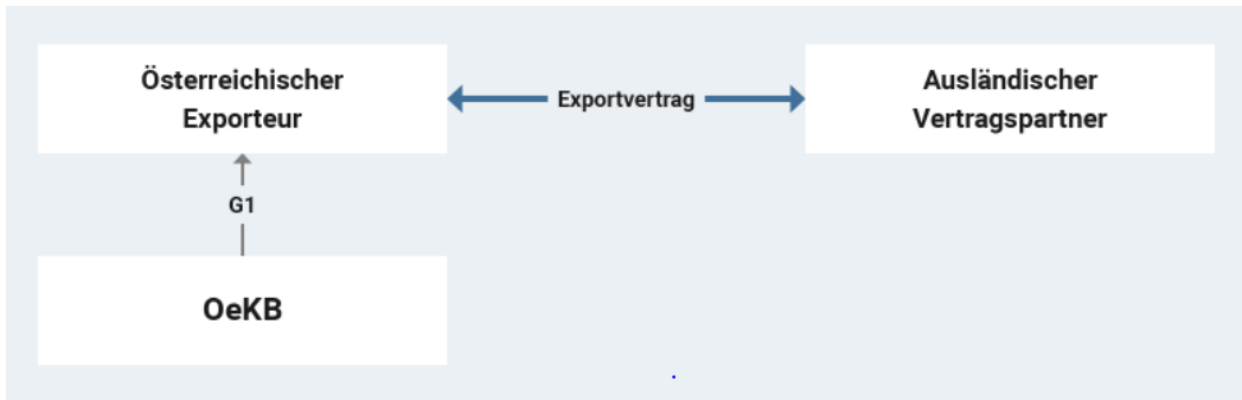 Österreichischer
Exporteur
Exportvertrag
Ausländischer
Vertragspartner
G1
OeKB